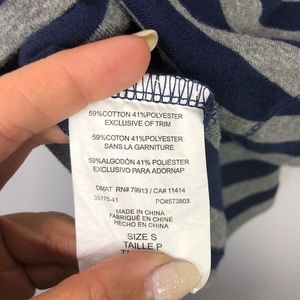 59%COTTON 41%POLYESTER
EXCLUSIVE OF TRIM
59%COTON 41%POLYESTER
SANS LA GARNITURE
59%ALGODÓN 41% POLIÉSTER
EXCLUSIVO PARA ADORNAP
DMAT RN# 79913 / CA# 11414
35175-41 PO#573803
MADE IN CHINA
FABRIQUÉ EN CHINE
HECHO EN CHINA
SIZE S
TAILLE P